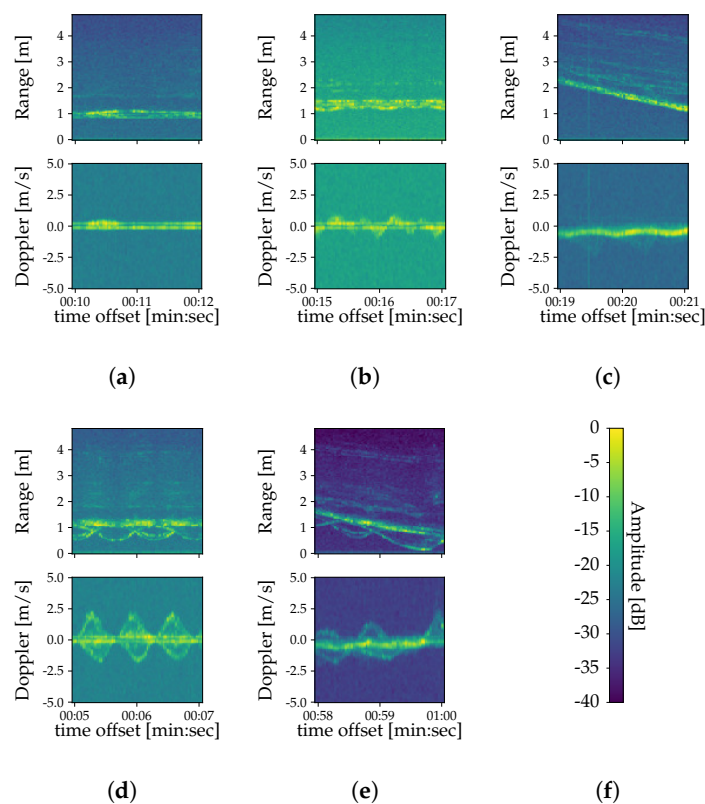 Range [m]
4
3
2
1
0
Doppler [m/s]
5.0
2.5
0.0
-2.5
-5.0
00:10 00:11 00:12
time offset [min:sec]
(a)
Range [m]
4
3
2
1
0
Doppler [m/s]
5.0
2.5
0.0
-2.5
-5.0
00:15 00:16 00:17
time offset [min:sec]
(b)
Range [m]
4
3
2
1
0
Doppler [m/s]
5.0
2.5
0.0
-2.5
-5.0
00:19 00:20 00:21
time offset [min:sec]
(c)
Range [m]
4
3
2
1
0
Doppler [m/s]
5.0
2.5
0.0
-2.5
-5.0
00:05 00:06 00:07
time offset [min:sec]
(d)
Range [m]
4
3
2
1
0
Doppler [m/s]
5.0
2.5
0.0
-2.5
-5.0
00:58 00:59 01:00
time offset [min:sec]
(e)
0
-5
-10
-15
-20
-25
-30
-35
-40
Amplitude [dB]
(f)